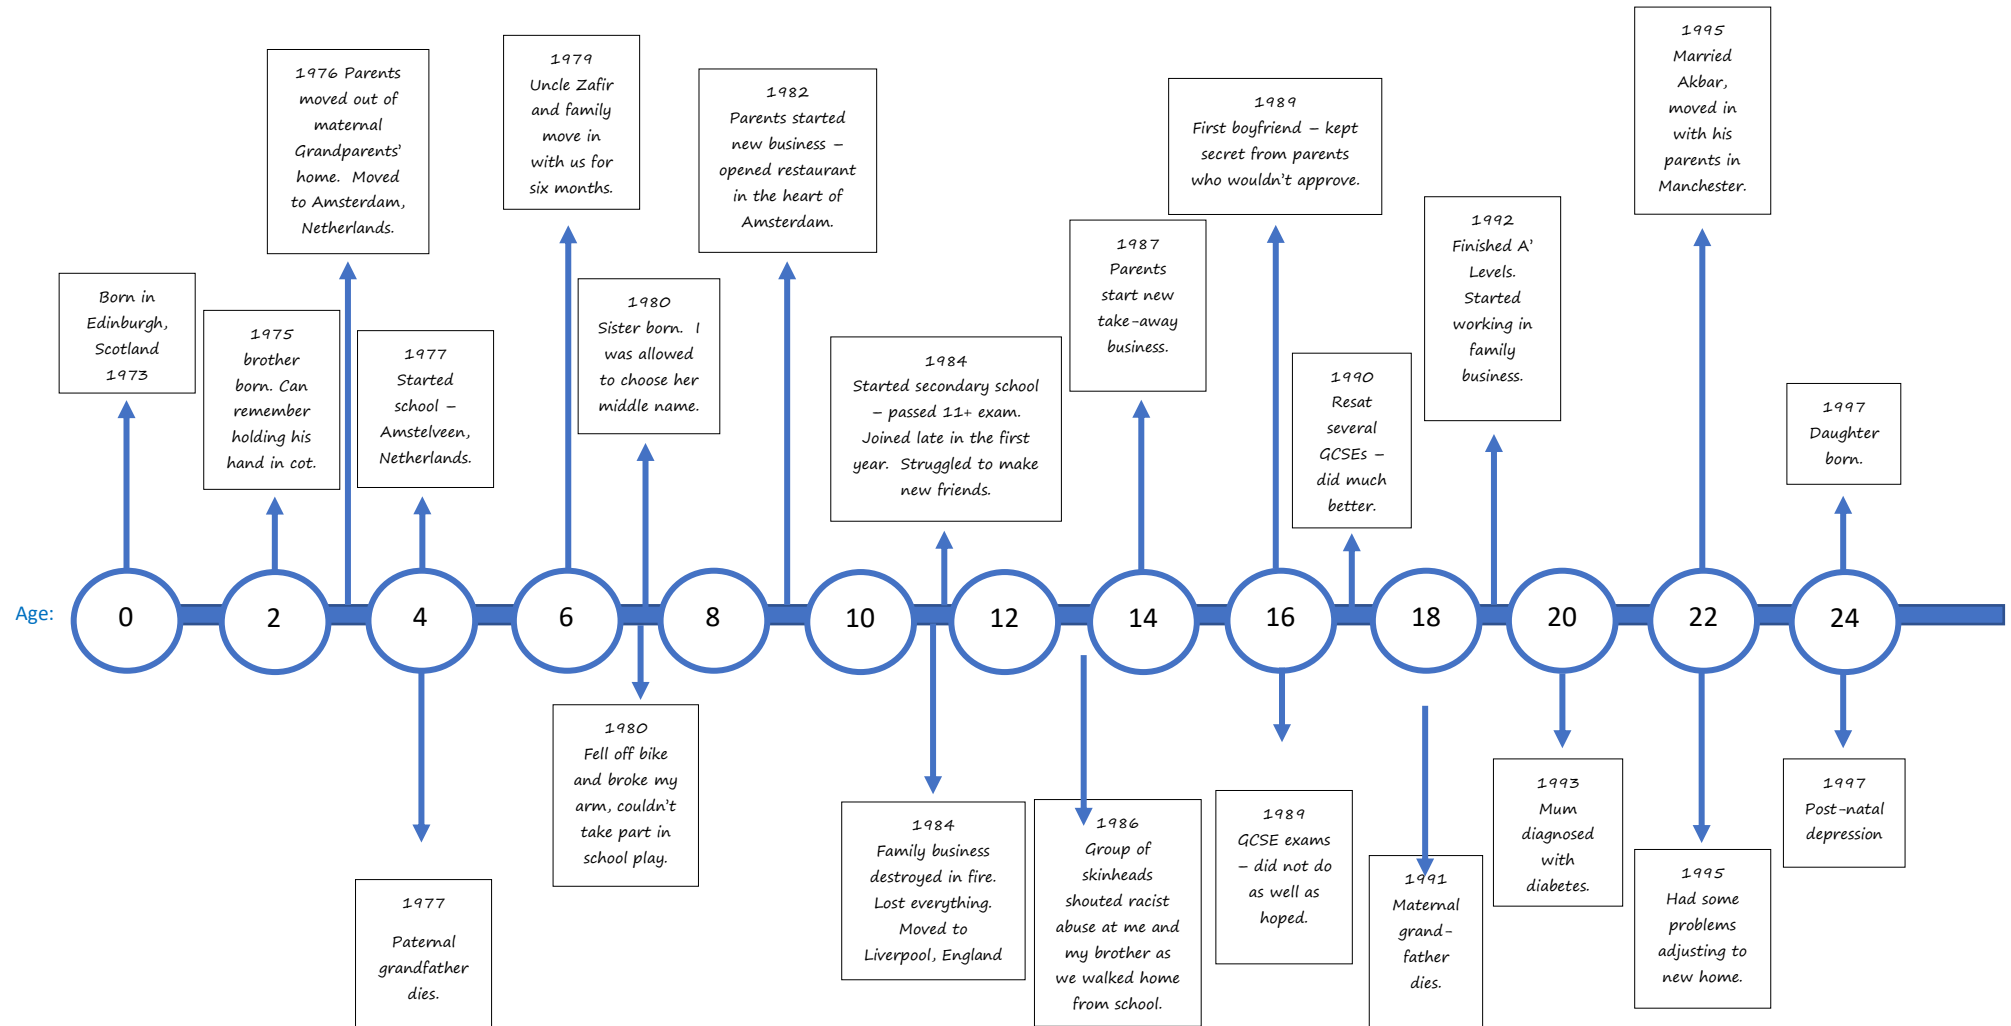 Born in
Edinburgh,
Scotland
1973
1975
brother
born. Can
remember
holding his
hand in cot.
1976 Parents
moved out of
maternal
Grandparents'
home. Moved
to Amsterdam,
Netherlands.
1977
Started
school –
Amstelveen,
Netherlands.
1979
Uncle Zafir
and family
move in
with us for
six months.
1980
Sister born. I
was allowed
to choose her
middle name.
1982
Parents started
new business –
opened restaurant
in the heart of
Amsterdam.
1984
Started secondary school
– passed 11+ exam.
Joined late in the first
year. Struggled to make
new friends.
1987
Parents
start new
take-away
business.
1989
First boyfriend – kept
secret from parents
who wouldn't approve.
1990
Resat
several
GCSEs –
did much
better.
1992
Finished A'
Levels.
Started
working in
family
business.
1995
Married
Akbar,
moved in
with his
parents in
Manchester.
1997
Daughter
born.
Age:
0
2
4
6
8
10
12
14
16
18
20
22
24
1977
Paternal
grandfather
dies.
1980
Fell off bike
and broke my
arm, couldn't
take part in
school play.
1984
Family business
destroyed in fire.
Lost everything.
Moved to
Liverpool, England
1986
Group of
skinheads
shouted racist
abuse at me and
my brother as
we walked home
from school.
1989
GCSE exams
– did not do
as well as
hoped.
1991
Maternal
grand-
father
dies.
1993
Mum
diagnosed
with
diabetes.
1995
Had some
problems
adjusting to
new home.
1997
Post-natal
depression